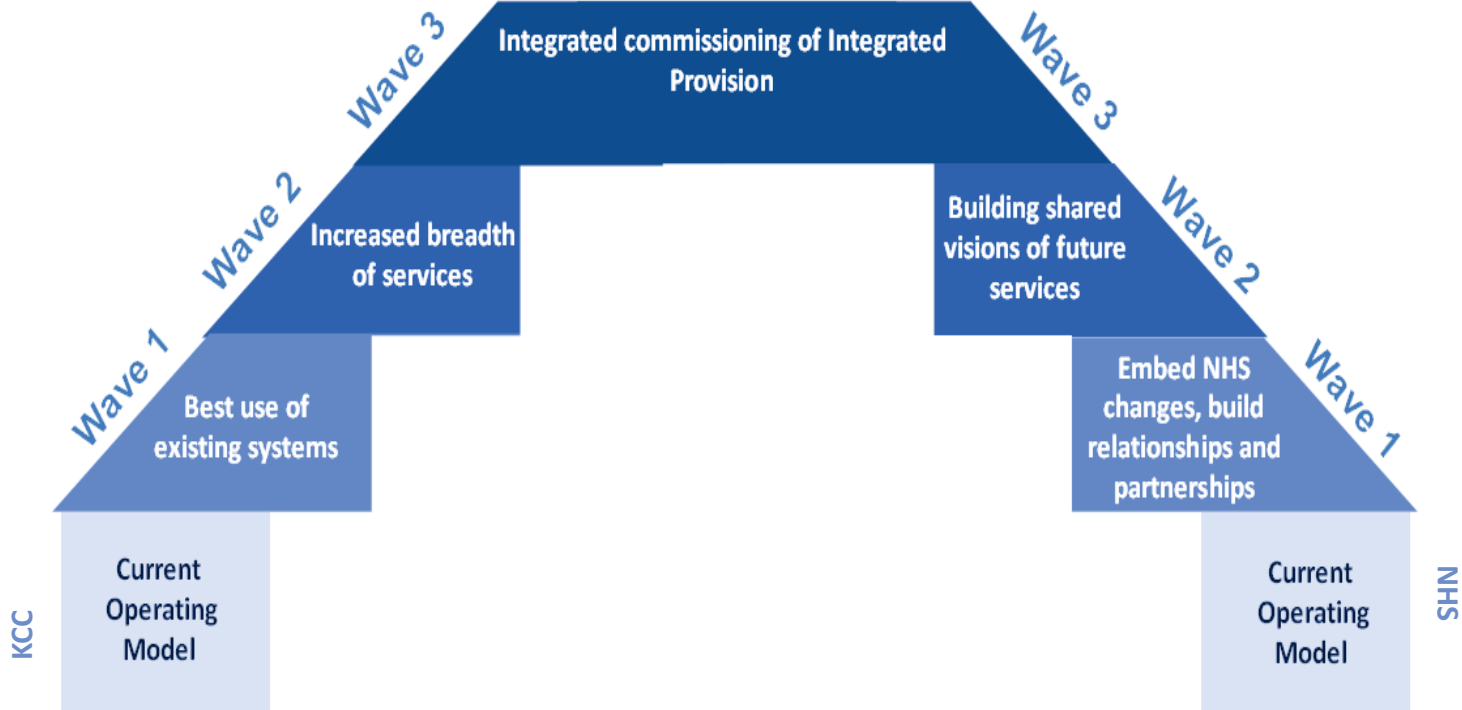 Wave 3
Integrated commissioning of Integrated
Provision
Wave 3
Wave 2
Increased breadth
of services
Building shared
visions of future
services
Wave 2
Wave 1
Best use of
existing systems
Embed NHS
changes, build
relationships and
partnerships
Wave 1
KCC
Current
Operating
Model
Current
Operating
Model
NHS